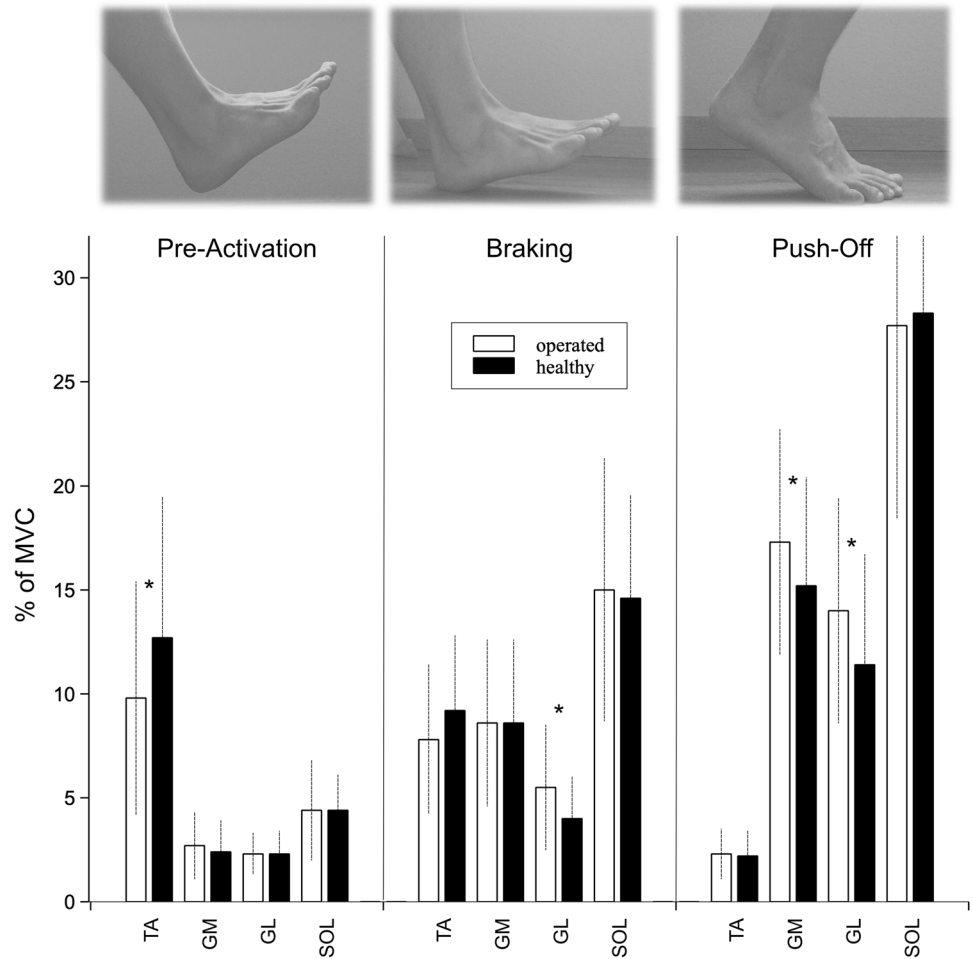 Pre-Activation Braking Push-Off
30
operated
healthy
25
20
*
*
% of MVC
15
*
10
*
5
0
TA GM GL SOL TA GM GL SOL TA GM GL SOL